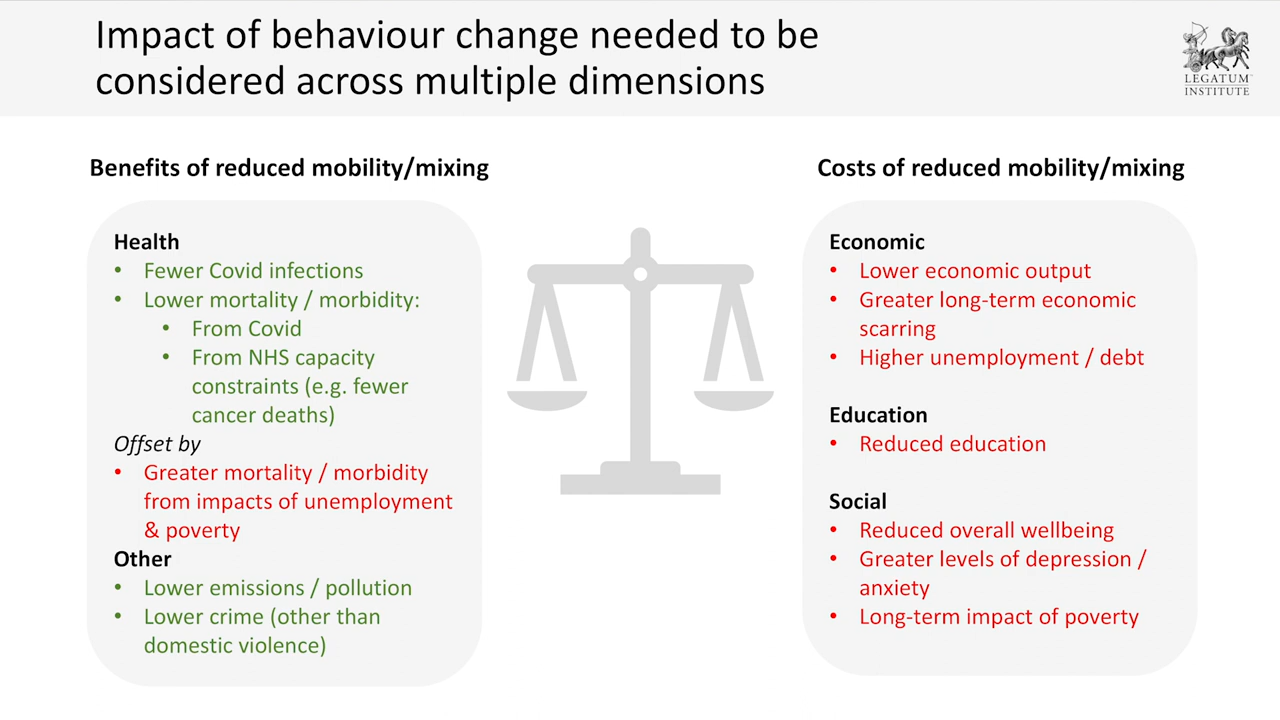 Impact of behaviour change needed to be
considered across multiple dimensions
LEGATUM
INSTITUTE
Benefits of reduced mobility/mixing
Health
• Fewer Covid infections
• Lower mortality / morbidity:
• From Covid
• From NHS capacity
constraints (e.g. fewer
cancer deaths)
Offset by
• Greater mortality / morbidity
from impacts of unemployment
& poverty
Other
• Lower emissions / pollution
• Lower crime (other than
domestic violence)
Costs of reduced mobility/mixing
Economic
• Lower economic output
• Greater long-term economic
scarring
• Higher unemployment / debt
Education
• Reduced education
Social
• Reduced overall wellbeing
• Greater levels of depression /
anxiety
• Long-term impact of poverty